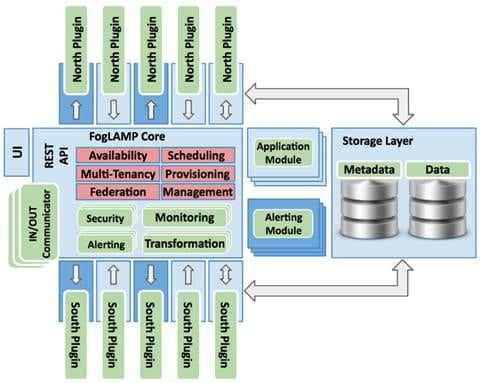 North Plugin
North Plugin
North Plugin
North Plugin
North Plugin
UI
REST
API
FogLAMP Core
Availability
Scheduling
Multi-Tenancy
Provisioning
Federation
Management
Security
Monitoring
Alerting
Transformation
IN/OUT
Communicator
Application
Module
Alerting
Module
Storage Layer
Metadata
Data
South Plugin
South Plugin
South Plugin
South Plugin
South Plugin